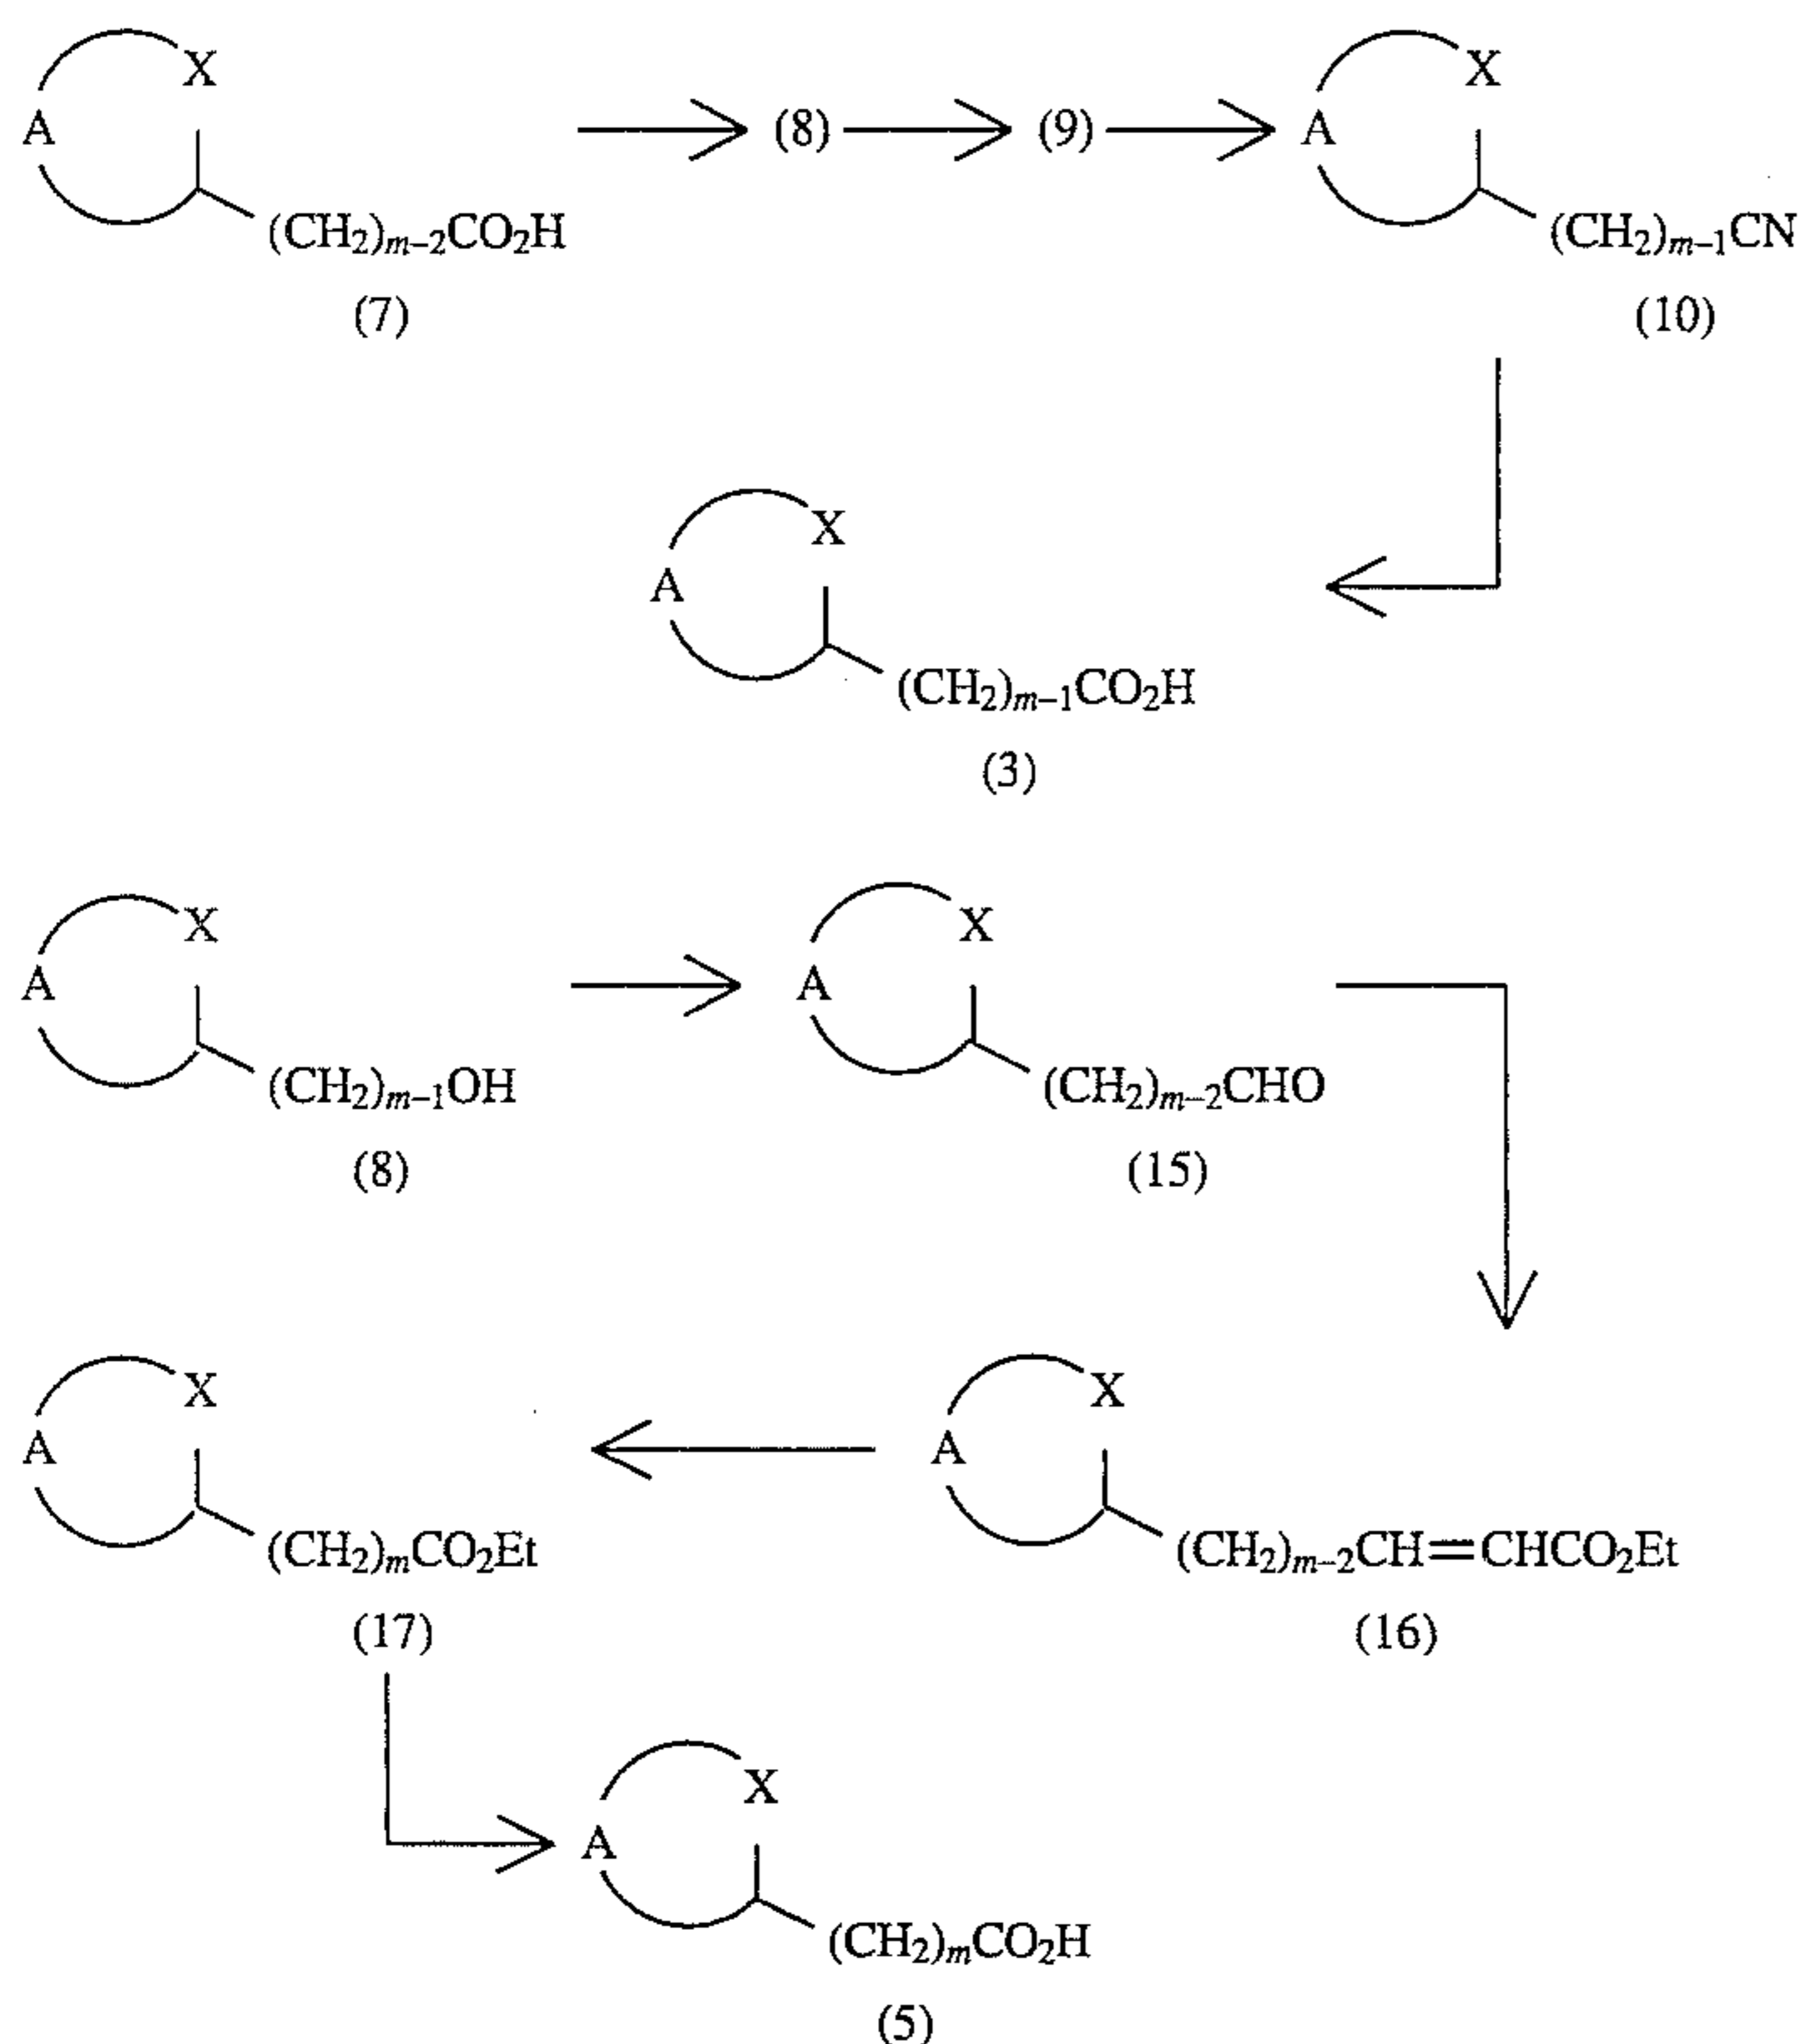 X X
A (8) (9) A
(CH₂)ₘ₋₂CO₂H (CH₂)ₘ₋₁CN
(7) (10)
X
A
(CH₂)ₘ₋₁CO₂H
(3)
X X
A A
(CH₂)ₘ₋₁OH (CH₂)ₘ₋₂CHO
(8) (15)
X X
A A
(CH₂)ₘCO₂Et (CH₂)ₘ₋₂CH=CHCO₂Et
(17) (16)
X
A
(CH₂)ₘCO₂H
(5)